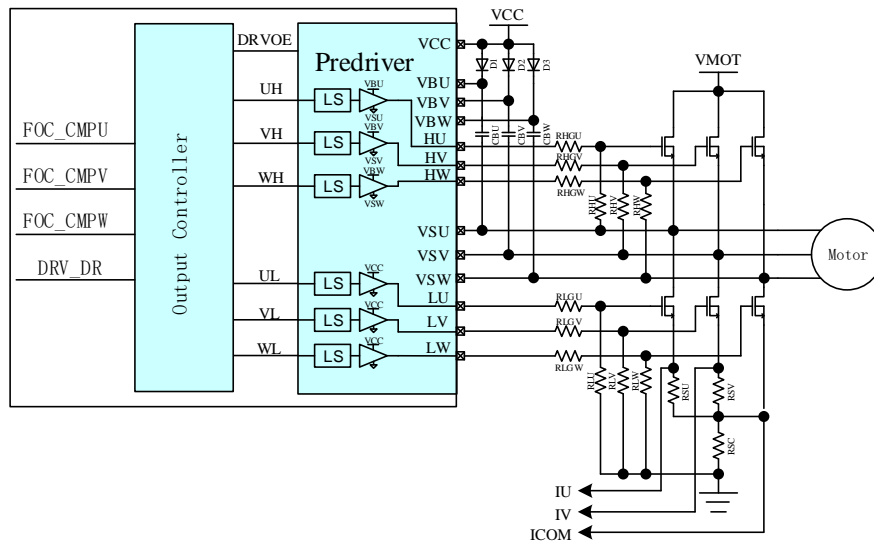 VCC
DRVOE
VCC
Predriver
D1
D2
D3
VMOT
VBU
UH
LS
VBU
VSU
VBV
VBW
CBU
CBV
CBW
FOC_CMPU
VH
LS
VBV
VSV
HU
RHGU
HV
RHGV
FOC_CMPV
WH
LS
VBW
VSW
HW
RHGW
FOC_CMPW
RHU
RHV
RHW
VSU
DRV_DR
VSV
Motor
VSW
Output Controller
UL
LS
VCC
LU
RLGU
VL
LS
VCC
LV
RLGV
WL
LS
VCC
LW
RLGW
RLU
RLV
RLW
RSU
RSV
RSC
IU
IV
ICOM